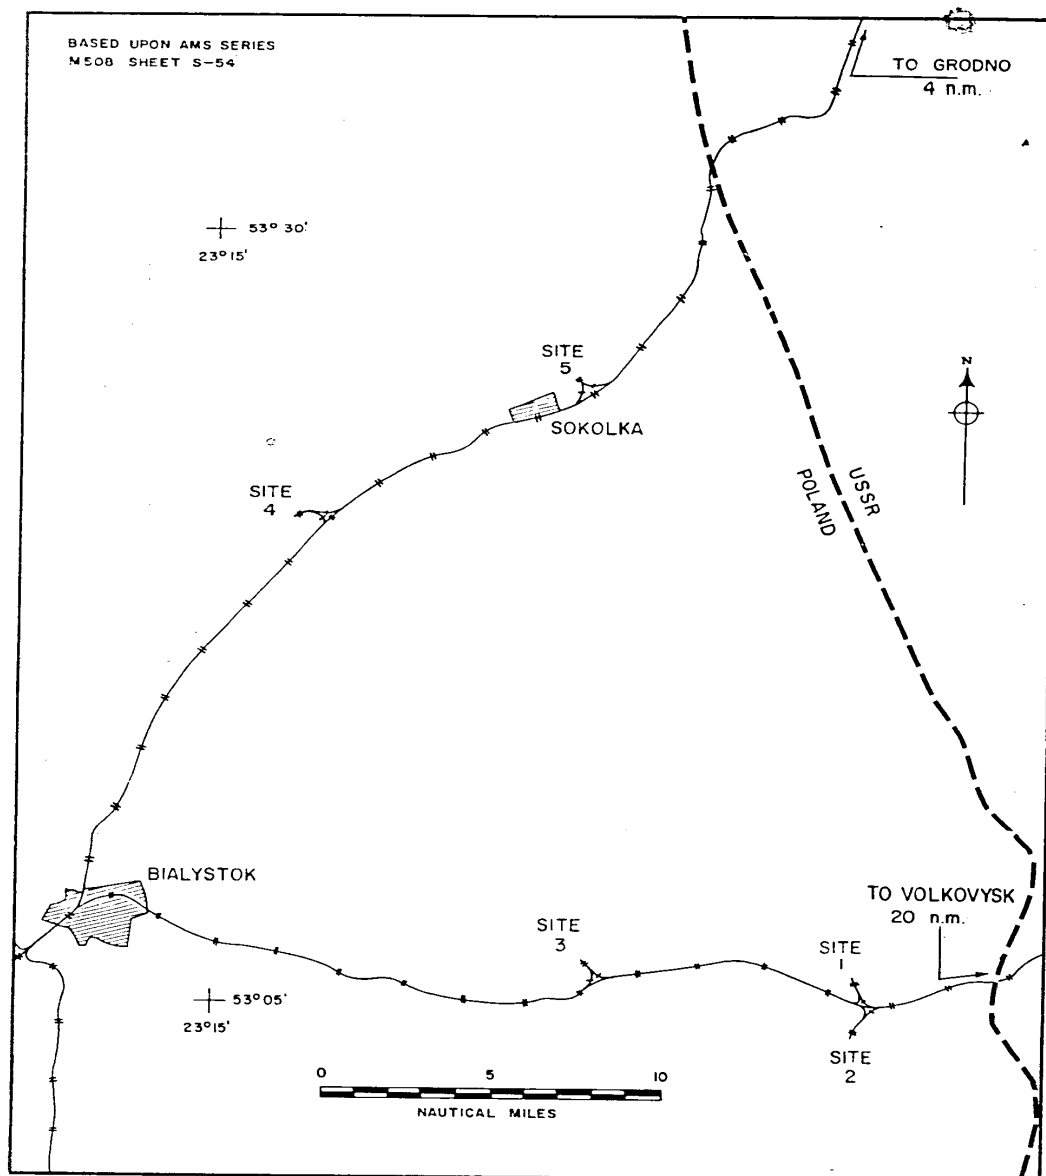 BASED UPON AMS SERIES
M508 SHEET S-54
TO GRODNO
4 n.m.
53° 30'
23° 15'
N
SITE
5
SOKOLKA
SITE
4
USSR
POLAND
BIALYSTOK
TO VOLKOVYSK
20 n.m.
SITE
3
SITE
1
53° 05'
23° 15'
SITE
2
0 5 10
NAUTICAL MILES